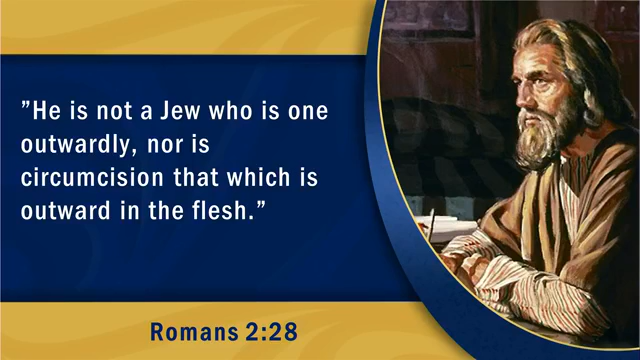 ”He is not a Jew who is one
outwardly, nor is
circumcision that which is
outward in the flesh.”
Romans 2:28